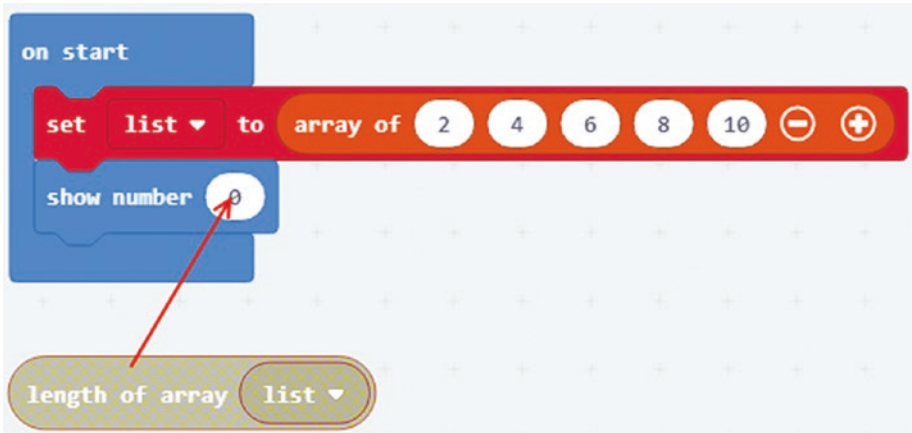 on start
set list to array of 2 4 6 8 10
show number 0
length of array list